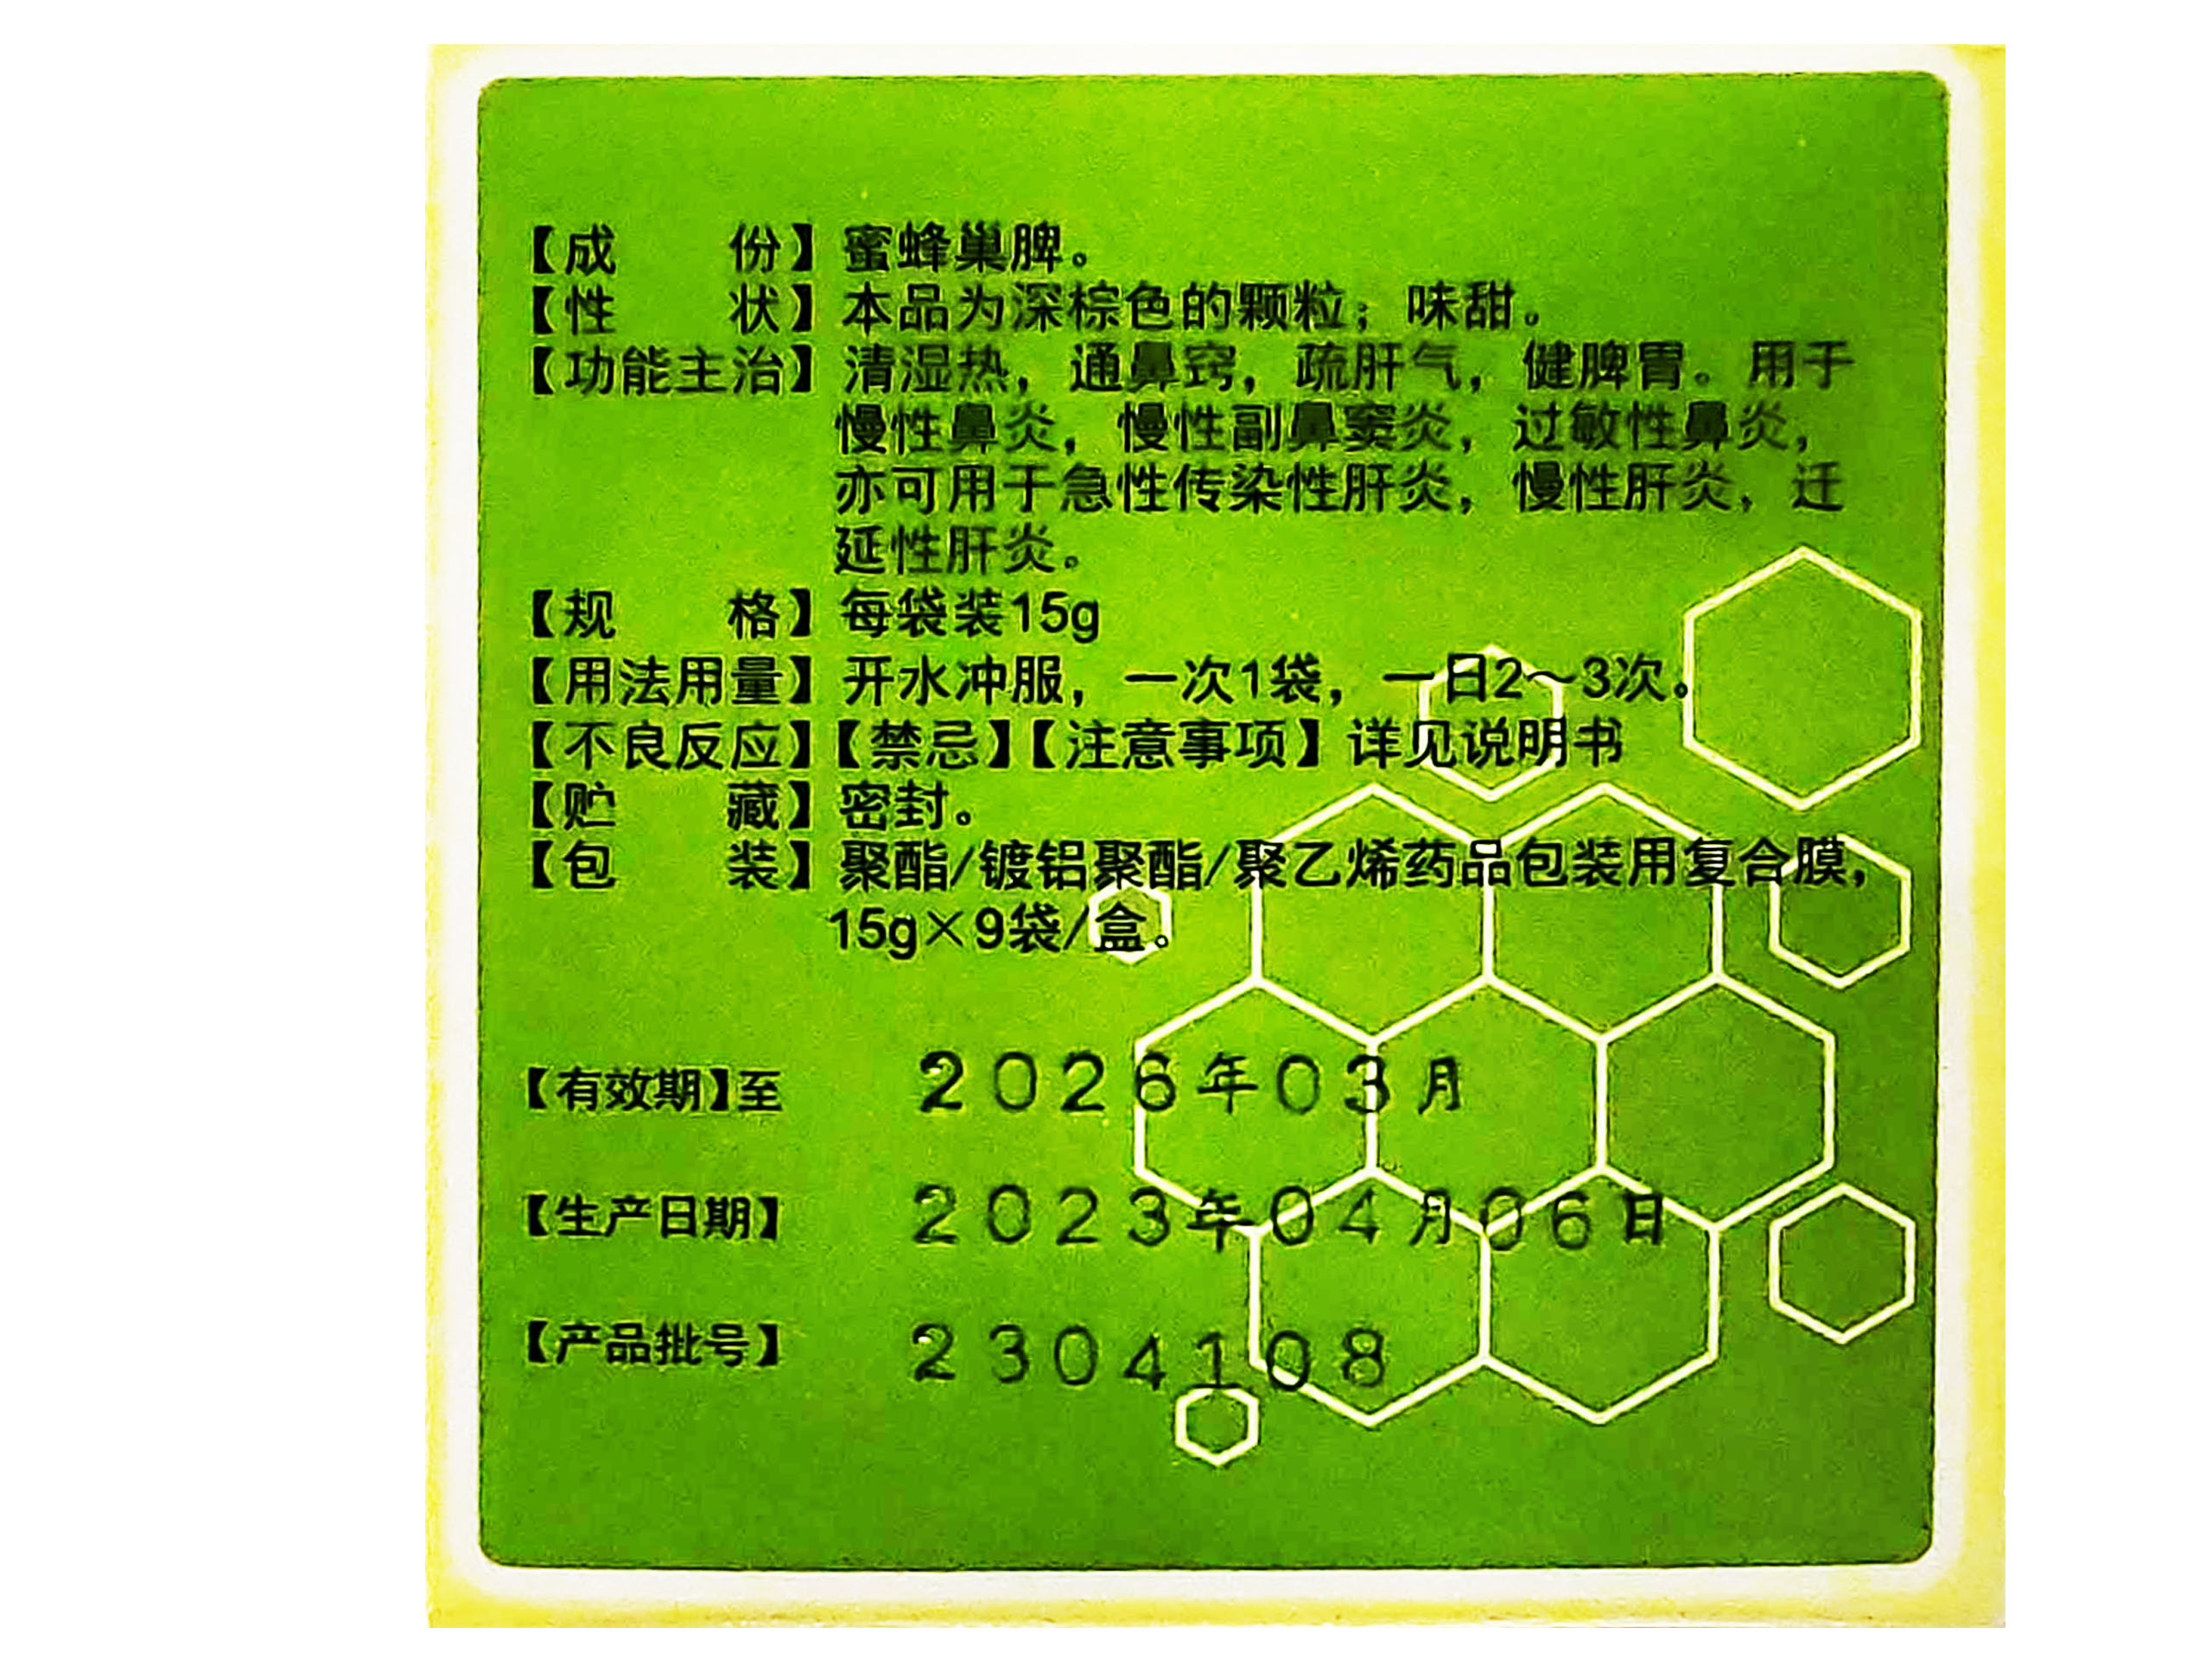 【成份】蜜蜂巢脾。
【性状】本品为深棕色的颗粒；味甜。
【功能主治】清湿热，通鼻窍，疏肝气，健脾胃。用于
慢性鼻炎，慢性副鼻窦炎，过敏性鼻炎，
亦可用于急性传染性肝炎，慢性肝炎，迁
延性肝炎。
【规格】每袋装15g
【用法用量】开水冲服，一次1袋，一日2～3次。
【不良反应】【禁忌】【注意事项】详见说明书
【贮藏】密封。
【包装】聚酯/镀铝聚酯/聚乙烯药品包装用复合膜，
15g×9袋/盒。
【有效期】至 2026年03月
【生产日期】 2023年04月06日
【产品批号】 2304108